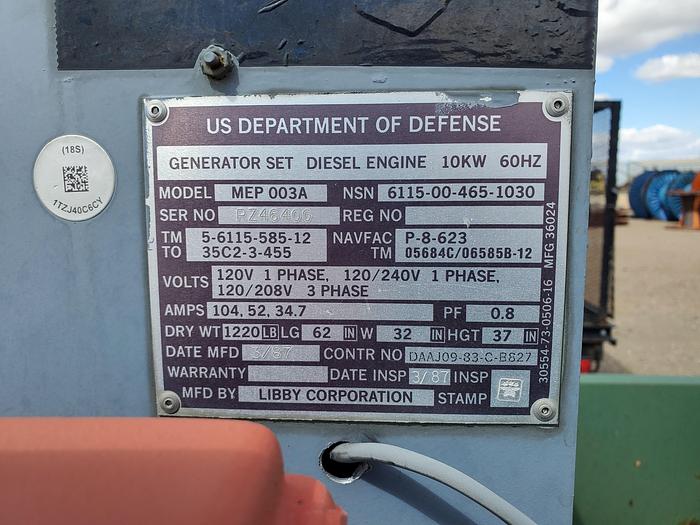 US DEPARTMENT OF DEFENSE
GENERATOR SET DIESEL ENGINE 10KW 60HZ
MODEL MEP 003A NSN 6115-00-465-1030
SER NO RZ46400 REG NO
TM 5-6115-585-12 NAVFAC P-8-623
TO 35C2-3-455 TM 05684C/06585B-12
VOLTS 120V 1 PHASE, 120/240V 1 PHASE,
120/208V 3 PHASE
AMPS 104, 52, 34.7 PF 0.8
DRY WT 1220 LB LG 62 IN W 32 IN HGT 37 IN
DATE MFD 3/87 CONTR NO DAAJ09-83-C-B827
WARRANTY DATE INSP 3/87 INSP
MFD BY LIBBY CORPORATION STAMP
30554-73-0506-16 MFG 36024
(18S)
1TZJ40C6CY